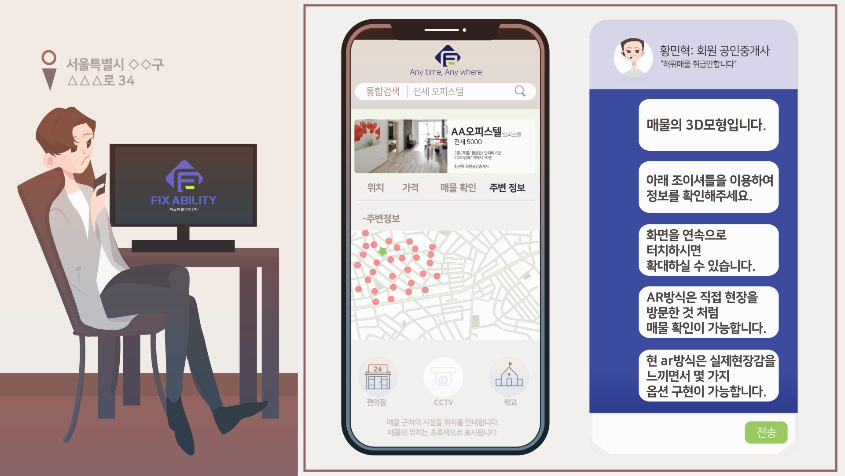 서울특별시 ◇◇구
△△△로 34
FIX ABILITY
Any time, Any where
통합검색 | 전세 오피스텔
AA오피스텔 오피스텔
전세 5000
위치 가격 매물 확인 주변 정보
-주변정보
24
편의점 CCTV 학교
매물 근처의 시설들 위치를 안내합니다.
매물의 위치는 초록색으로 표시됩니다.
황민혁: 회원 공인중개사
"허위매물 취급안합니다"
매물의 3D모형입니다.
아래 조이셔틀을 이용하여
정보를 확인해주세요.
화면을 연속으로
터치하시면
확대하실 수 있습니다.
AR방식은 직접 현장을
방문한 것 처럼
매물 확인이 가능합니다.
현 ar방식은 실제현장감을
느끼면서 몇 가지
옵션 구현이 가능합니다.
전송